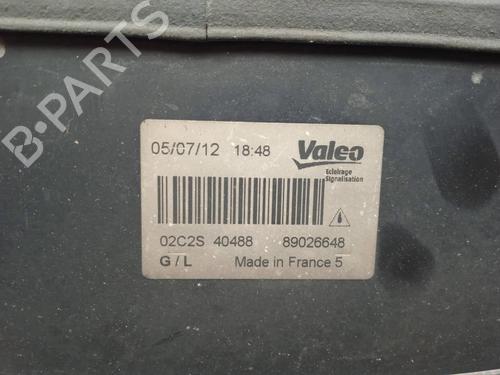 B-PARTS
05/07/12 18:48 Valeo
Eclairage
Signalisation
02C2S 40488 89026648
G / L Made in France 5